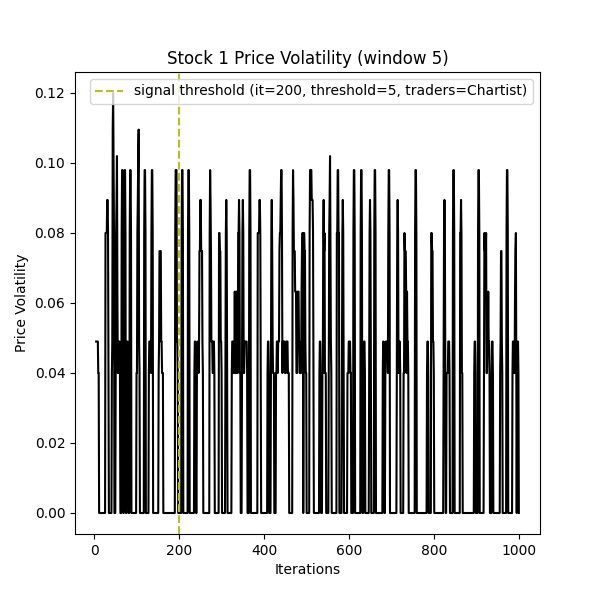 Stock 1 Price Volatility (window 5)
signal threshold (it=200, threshold=5, traders=Chartist)
Price Volatility
0.12
0.10
0.08
0.06
0.04
0.02
0.00
0 200 400 600 800 1000
Iterations